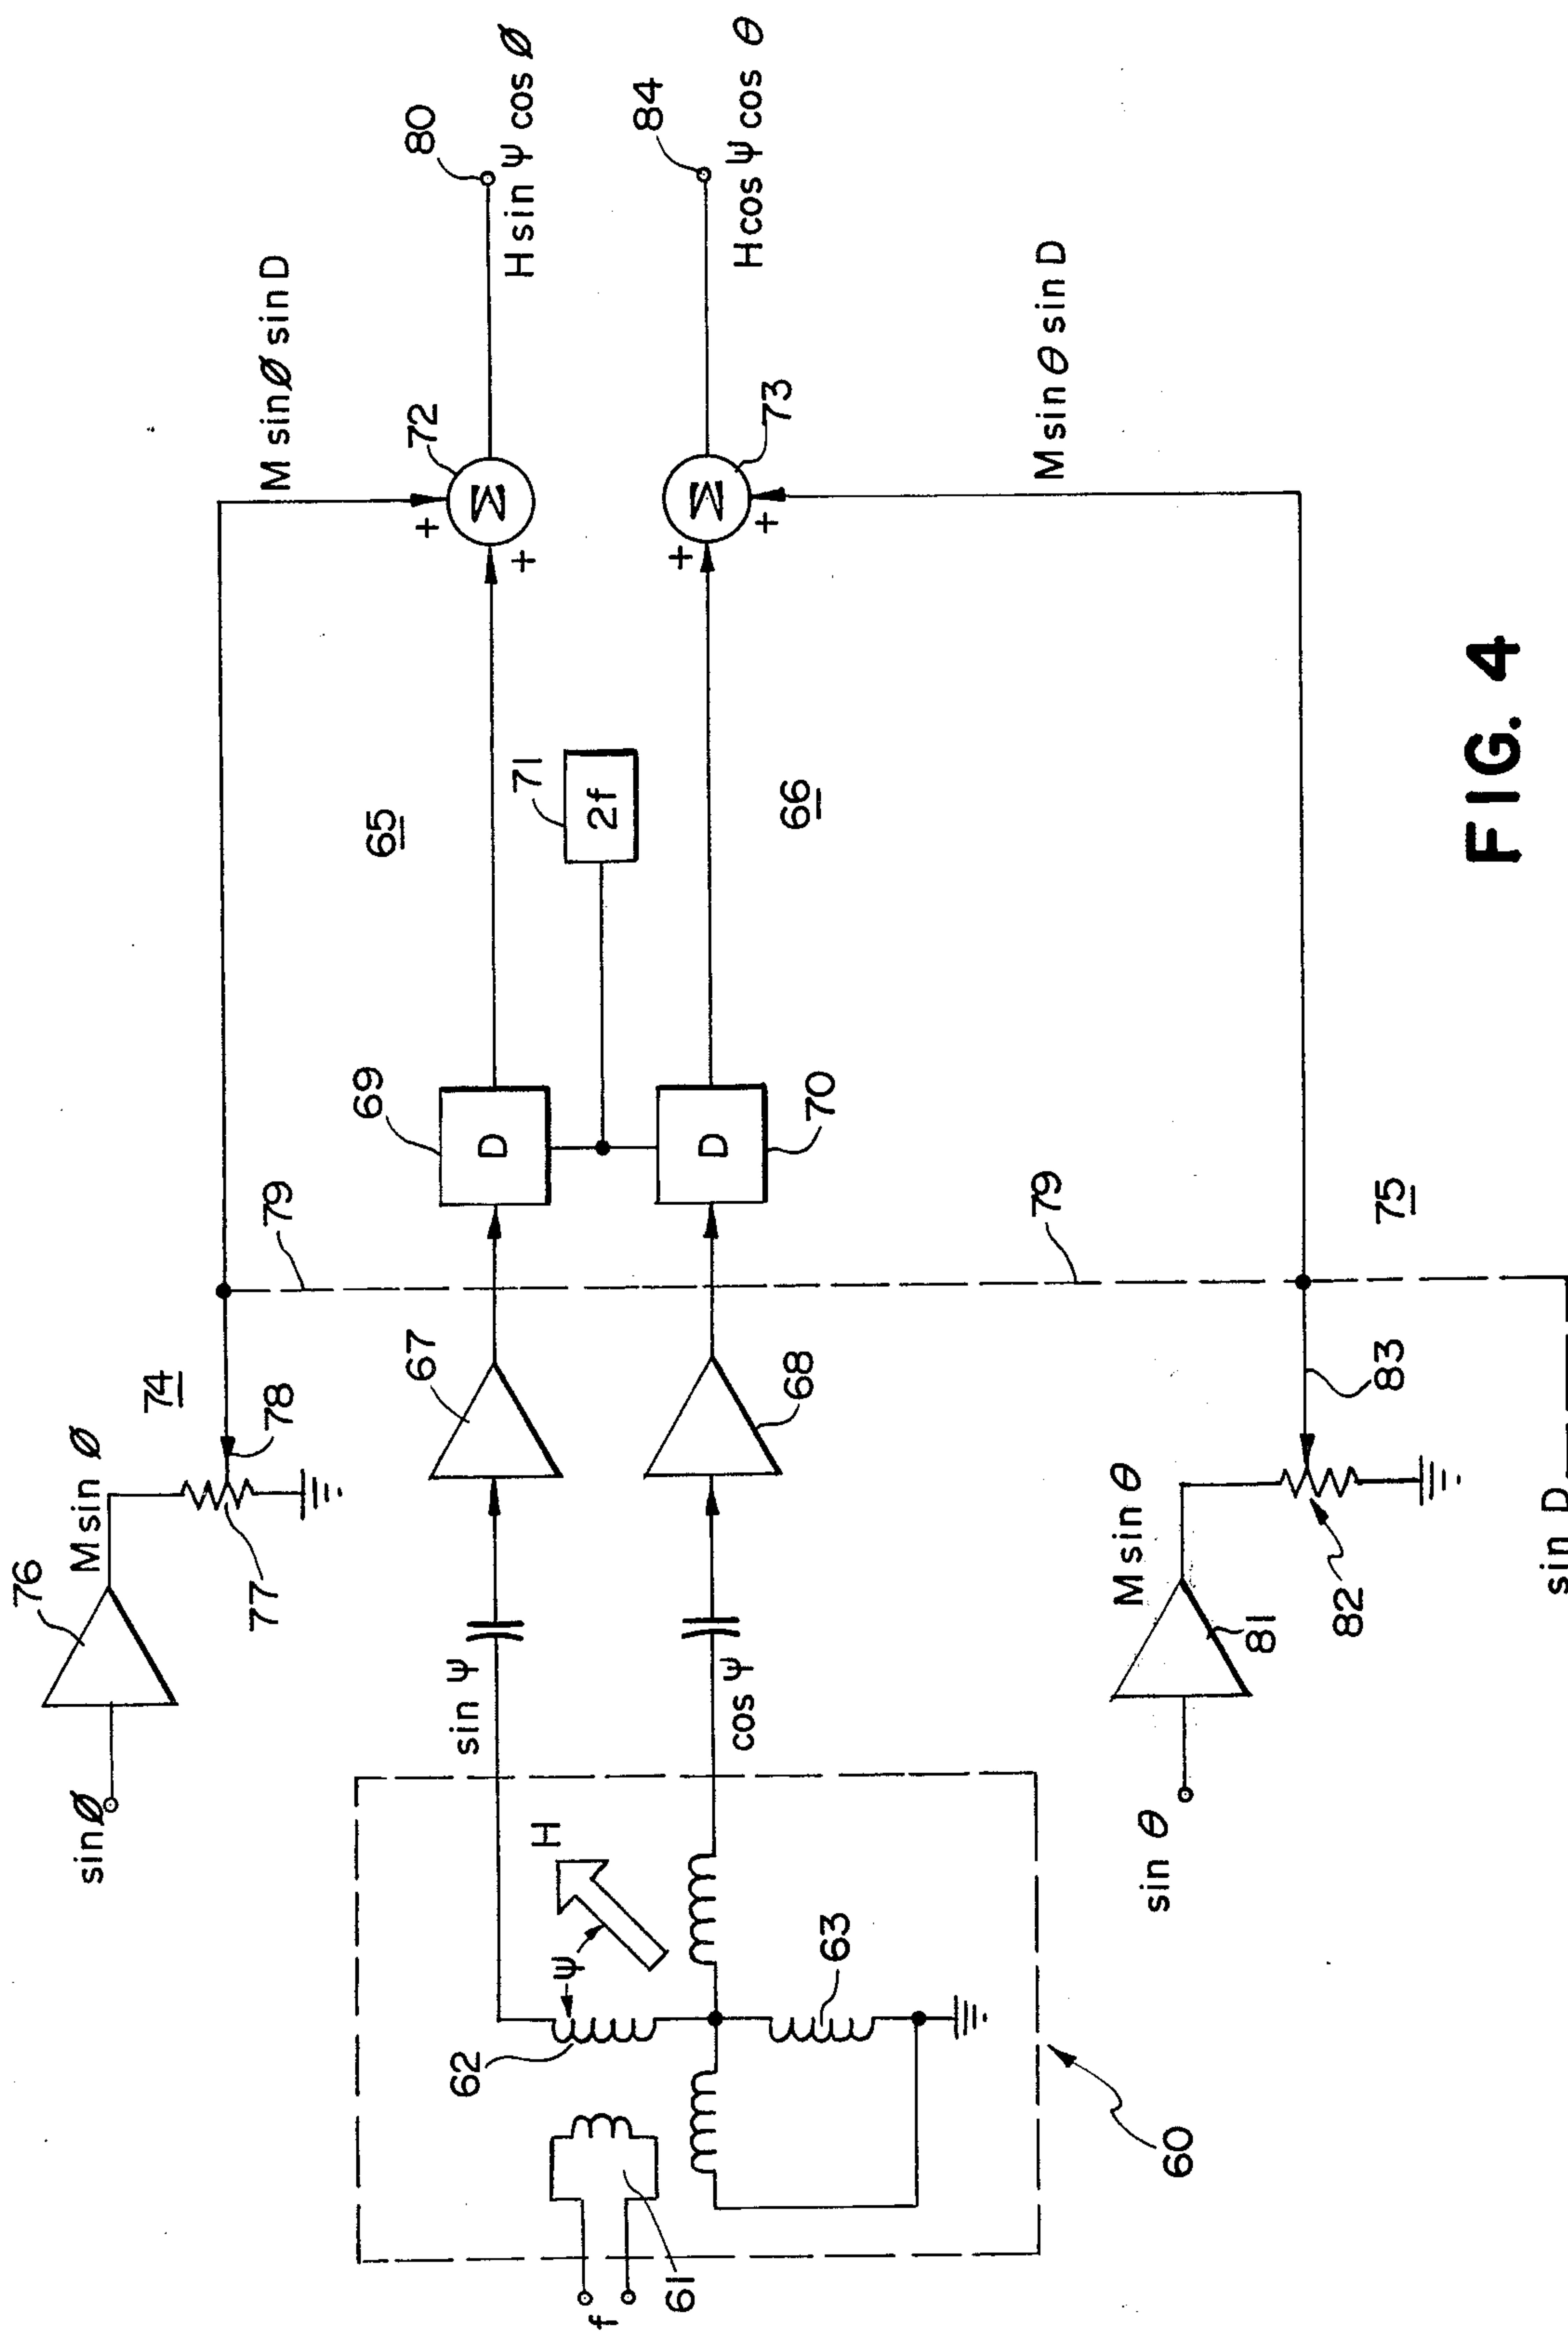 76
M sin ø
74
77
78
sin ø
79
M sin ø sin D
72
+
+
Σ
80
H sin ψ cos ø
sin ψ
67
69
D
65
71
2f
H
ψ
62
61
f
63
60
cos ψ
68
D
70
66
+
+
Σ
73
84
H cos ψ cos θ
sin θ
M sin θ
81
82
83
79
75
M sin θ sin D
sin D
FIG. 4